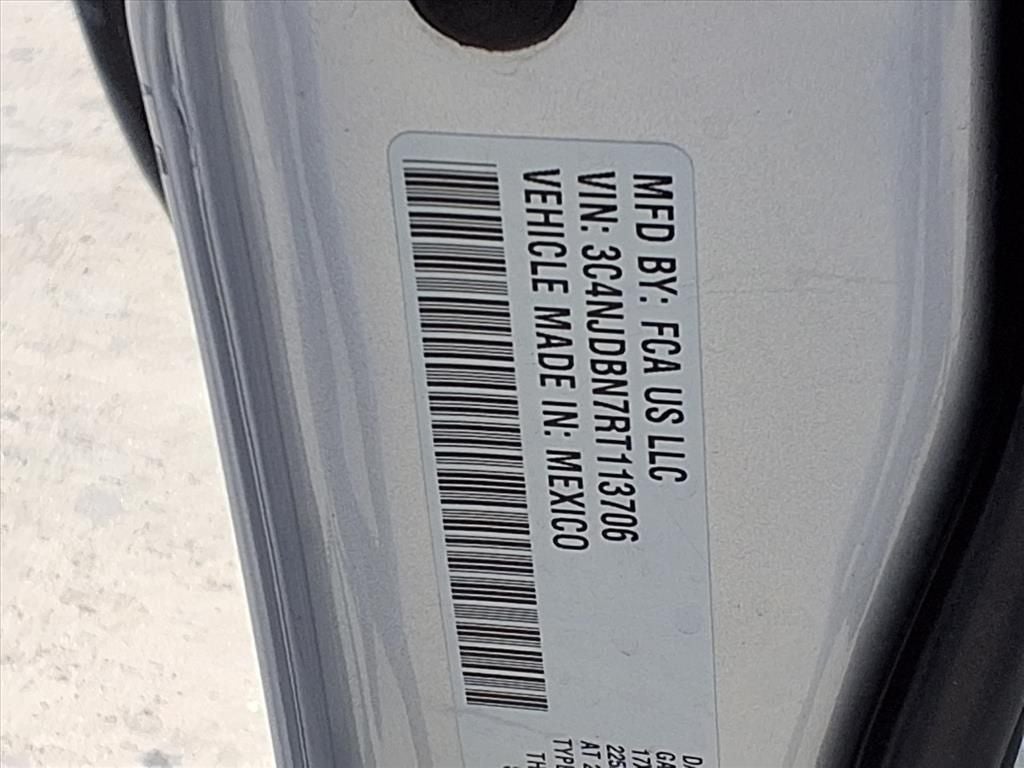 MFD BY: FCA US LLC
VIN: 3C4NJDBN7RT113706
VEHICLE MADE IN: MEXICO